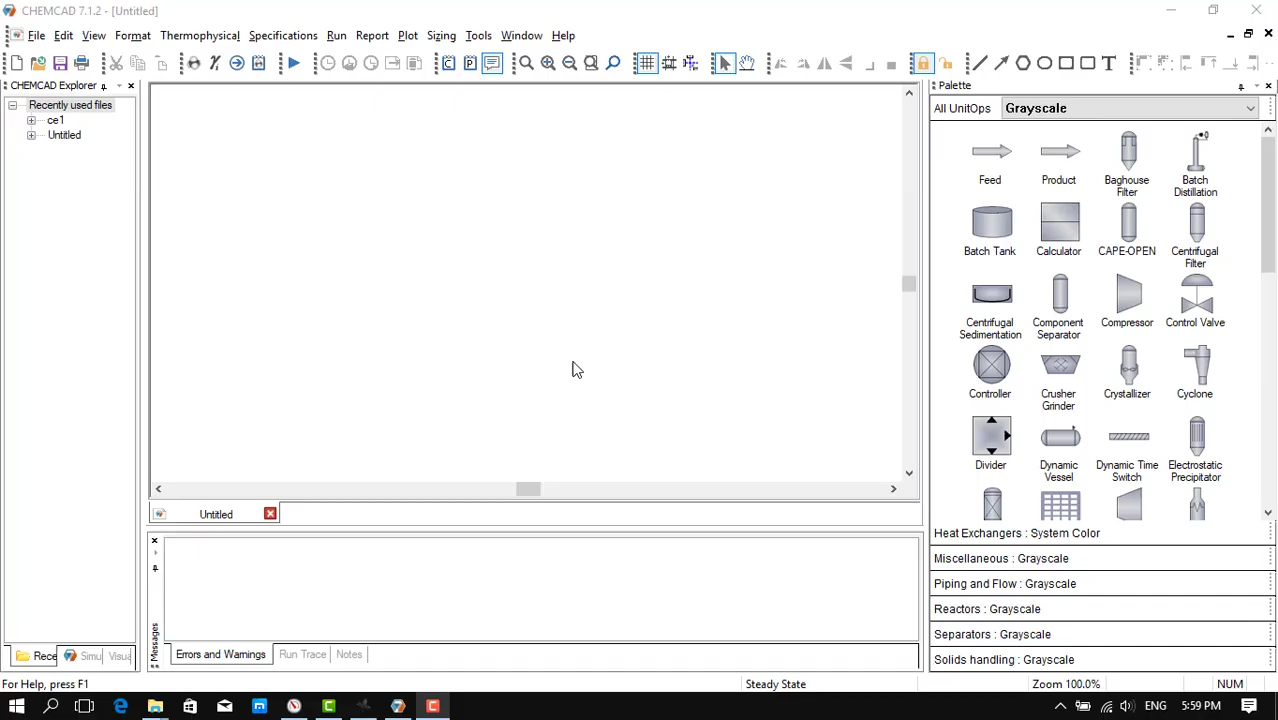 CHEMCAD 7.1.2 - [Untitled]
File Edit View Format Thermophysical Specifications Run Report Plot Sizing Tools Window Help
CHEMCAD Explorer
Palette
Recently used files
ce1
Untitled
All UnitOps Grayscale
Feed Product Baghouse Filter Batch Distillation
Batch Tank Calculator CAPE-OPEN Centrifugal Filter
Centrifugal Sedimentation Component Separator Compressor Control Valve
Controller Crusher Grinder Crystallizer Cyclone
Divider Dynamic Vessel Dynamic Time Switch Electrostatic Precipitator
Untitled
Heat Exchangers : System Color
Miscellaneous : Grayscale
Piping and Flow : Grayscale
Reactors : Grayscale
Separators : Grayscale
Solids handling : Grayscale
Messages
Errors and Warnings Run Trace Notes
Rece Simu Visua
For Help, press F1 Steady State Zoom 100.0% NUM
ENG 5:59 PM